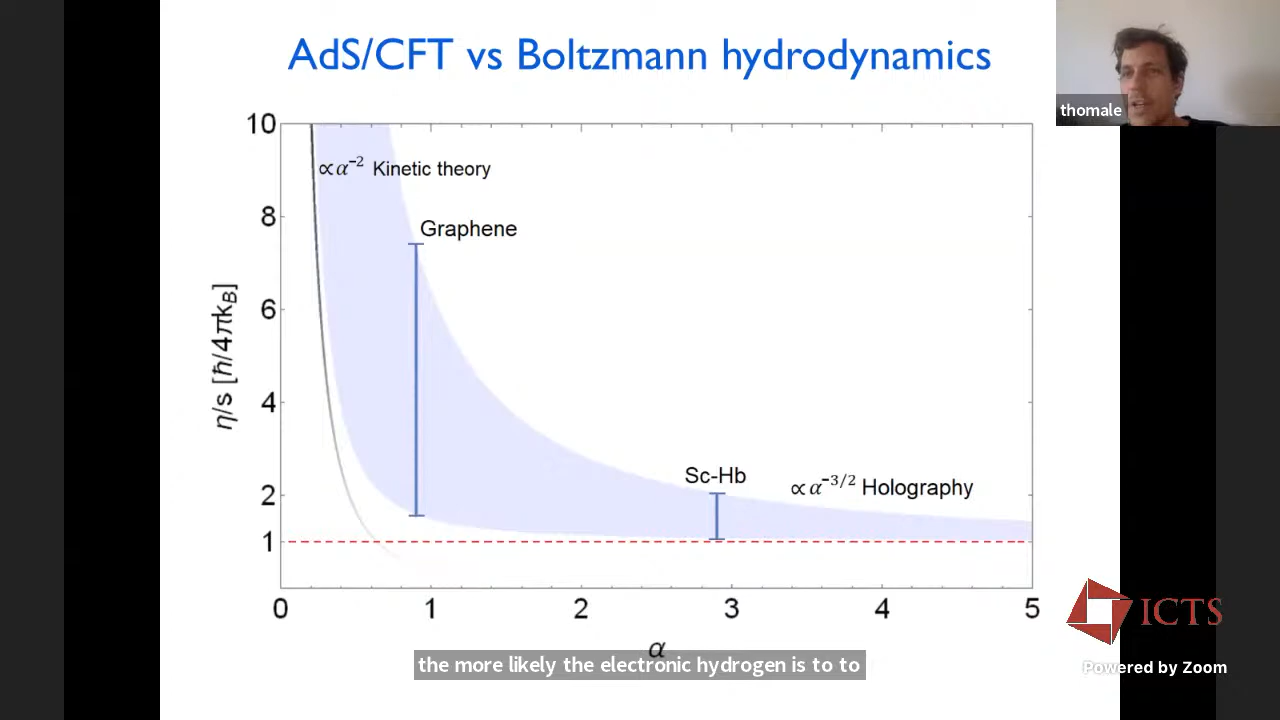 AdS/CFT vs Boltzmann hydrodynamics
thomale
10
∝α⁻² Kinetic theory
8
Graphene
6
η/s [ℏ/4πk_B]
4
Sc-Hb
∝α⁻³/² Holography
2
1
0 1 2 3 4 5
α
ICTS
the more likely the electronic hydrogen is to to
Powered by Zoom